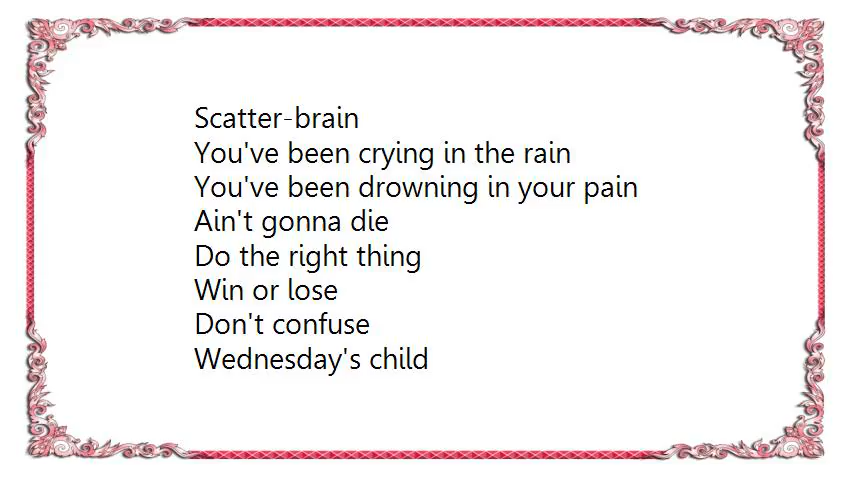 Scatter-brain
You've been crying in the rain
You've been drowning in your pain
Ain't gonna die
Do the right thing
Win or lose
Don't confuse
Wednesday's child